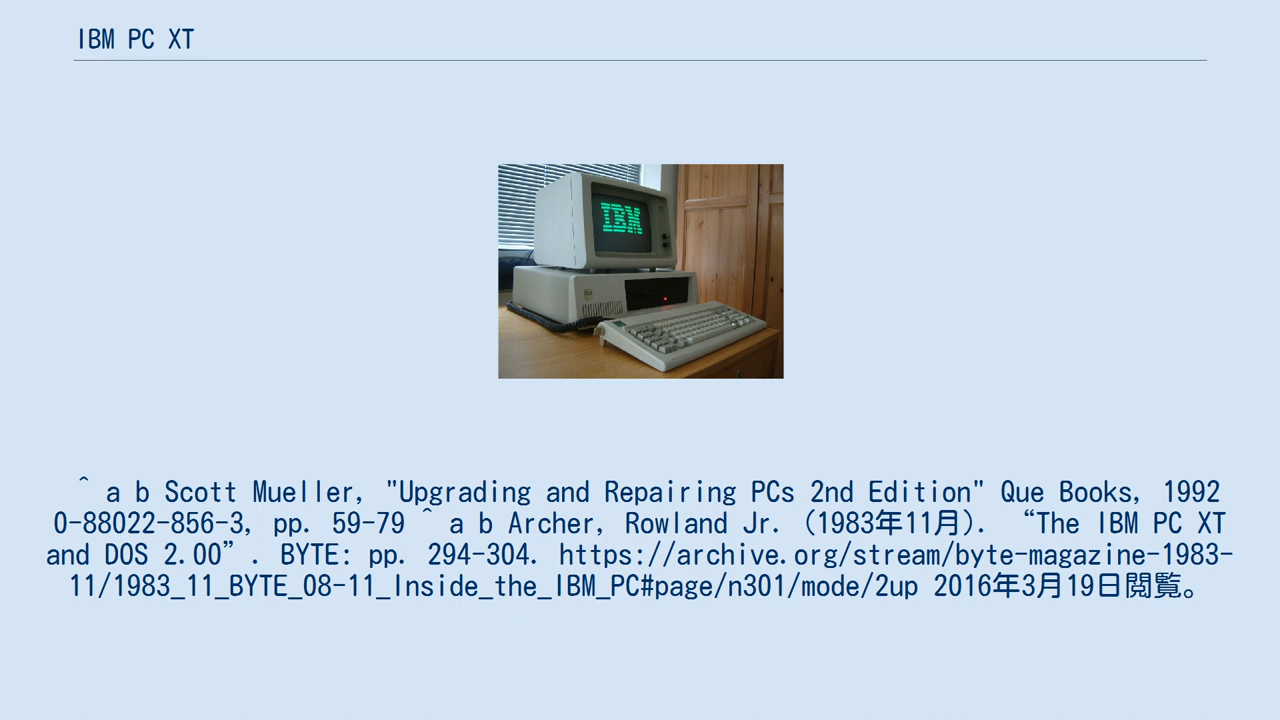 IBM PC XT
IBM
^ a b Scott Mueller, "Upgrading and Repairing PCs 2nd Edition" Que Books, 1992
0-88022-856-3, pp. 59-79 ^ a b Archer, Rowland Jr. (1983年11月). “The IBM PC XT
and DOS 2.00”. BYTE: pp. 294-304. https://archive.org/stream/byte-magazine-1983-
11/1983_11_BYTE_08-11_Inside_the_IBM_PC#page/n301/mode/2up 2016年3月19日閲覧。